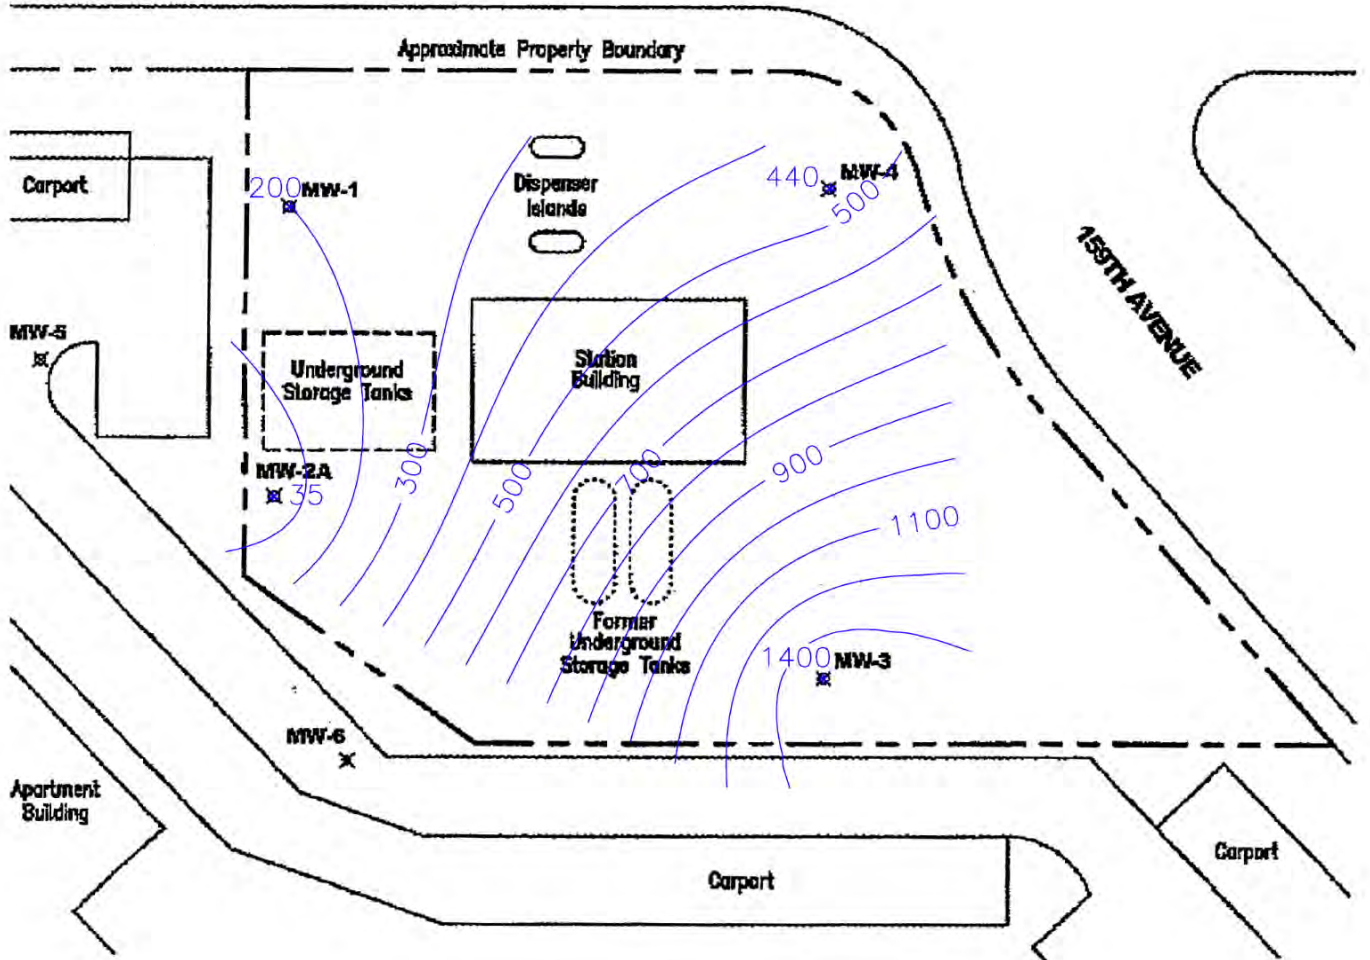 Approximate Property Boundary
Carport
200 MW-1
Dispenser
Islands
440 MW-4
500
159TH AVENUE
MW-5
Underground
Storage Tanks
Station
Building
300
500
700
900
MW-2A
35
1100
Former
Underground
Storage Tanks
1400 MW-3
MW-6
Apartment
Building
Carport
Carport